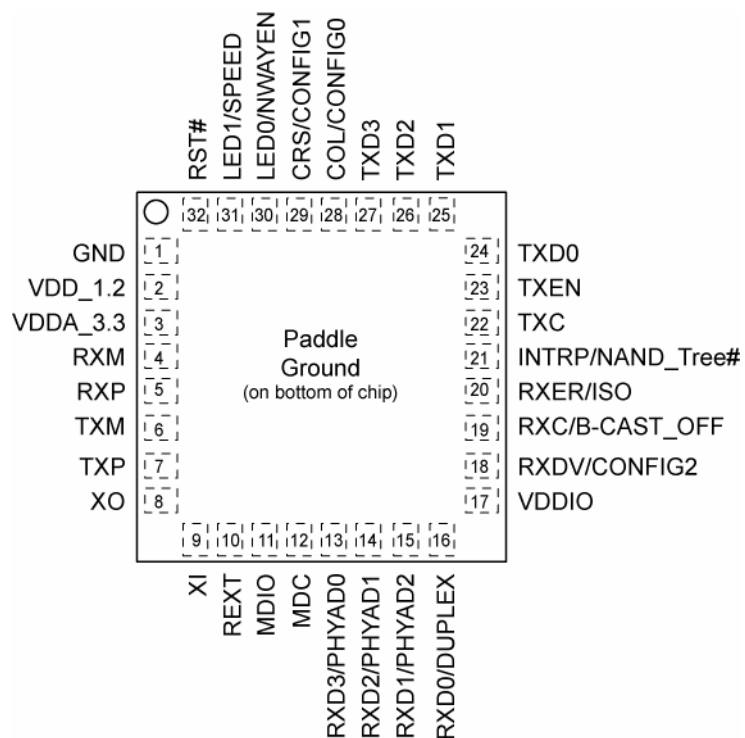 RST#
LED1/SPEED
LED0/NWAYEN
CRS/CONFIG1
COL/CONFIG0
TXD3
TXD2
TXD1
32 31 30 29 28 27 26 25
GND 1
VDD_1.2 2
VDDA_3.3 3
RXM 4
RXP 5
TXM 6
TXP 7
XO 8
Paddle
Ground
(on bottom of chip)
24 TXD0
23 TXEN
22 TXC
21 INTRP/NAND_Tree#
20 RXER/ISO
19 RXC/B-CAST_OFF
18 RXDV/CONFIG2
17 VDDIO
9 10 11 12 13 14 15 16
XI
REXT
MDIO
MDC
RXD3/PHYAD0
RXD2/PHYAD1
RXD1/PHYAD2
RXD0/DUPLEX